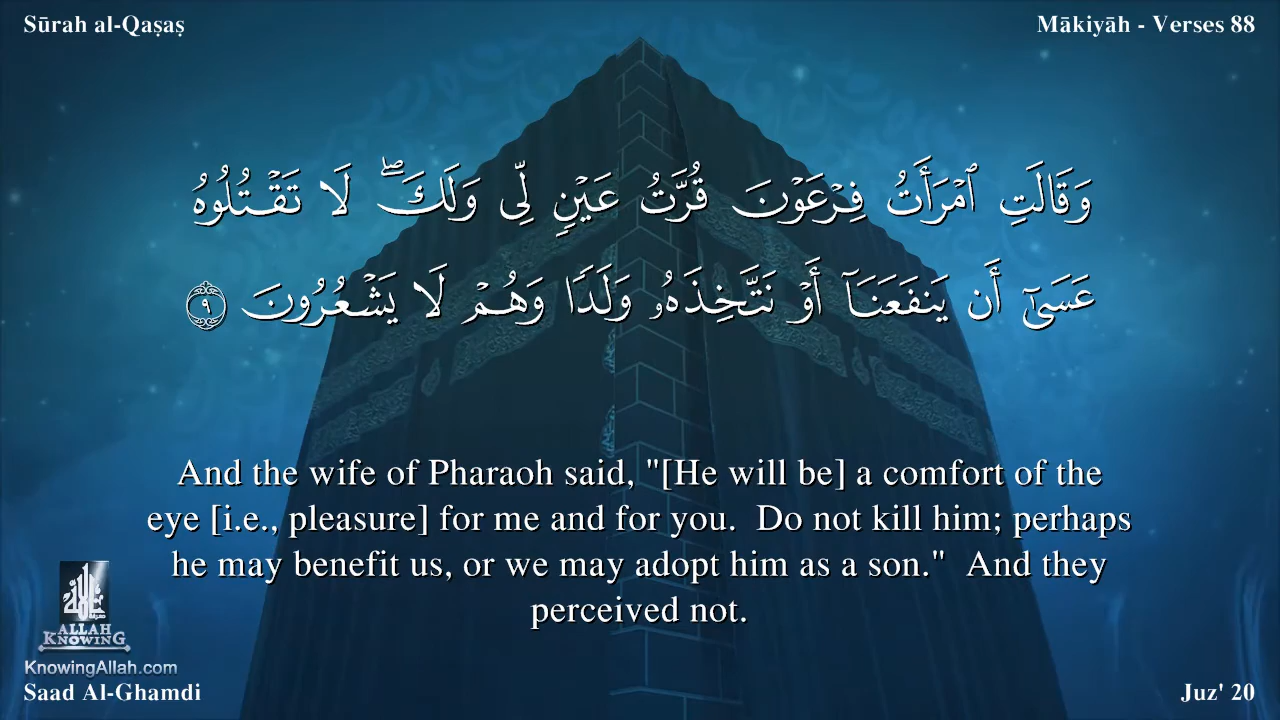 Sūrah al-Qaṣaṣ
Mākiyāh - Verses 88
وَقَالَتِ ٱمْرَأَتُ فِرْعَوْنَ قُرَّتُ عَيْنٍ لِّى وَلَكَ ۖ لَا تَقْتُلُوهُ
عَسَىٰٓ أَن يَنفَعَنَآ أَوْ نَتَّخِذَهُۥ وَلَدًا وَهُمْ لَا يَشْعُرُونَ ٩
And the wife of Pharaoh said, "[He will be] a comfort of the
eye [i.e., pleasure] for me and for you.  Do not kill him; perhaps
he may benefit us, or we may adopt him as a son."  And they
perceived not.
الله
ALLAH
KNOWING
KnowingAllah.com
Saad Al-Ghamdi
Juz' 20